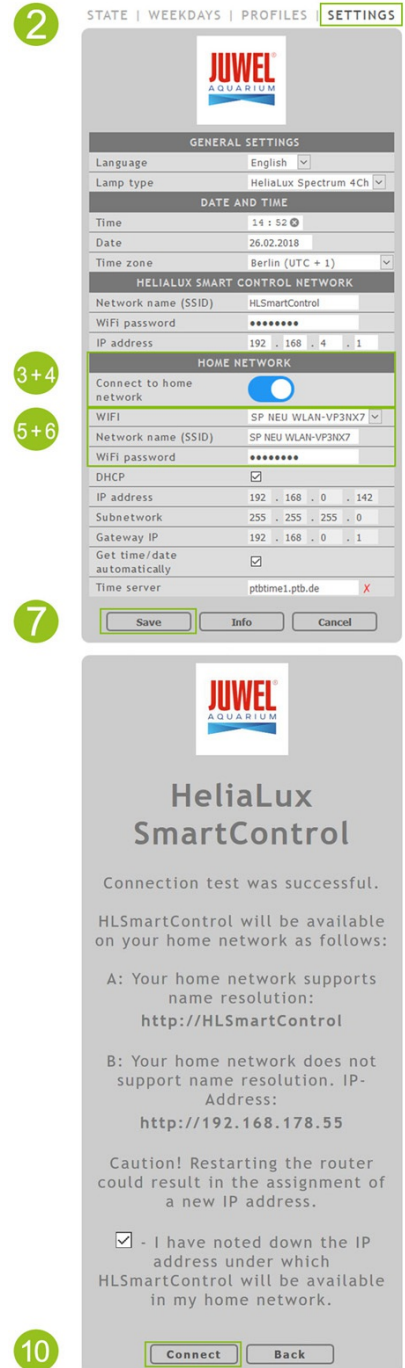 2
STATE | WEEKDAYS | PROFILES | SETTINGS
JUWEL
AQUARIUM
GENERAL SETTINGS
Language English
Lamp type HeliaLux Spectrum 4Ch
DATE AND TIME
Time 14 : 52
Date 26.02.2018
Time zone Berlin (UTC + 1)
HELIALUX SMART CONTROL NETWORK
Network name (SSID) HLSmartControl
WiFi password ••••••••
IP address 192 . 168 . 4 . 1
3+4
HOME NETWORK
Connect to home
network
5+6
WIFI SP NEU WLAN-VP3NX7
Network name (SSID) SP NEU WLAN-VP3NX7
WiFi password ••••••••
DHCP
IP address 192 . 168 . 0 . 142
Subnetwork 255 . 255 . 255 . 0
Gateway IP 192 . 168 . 0 . 1
Get time/date
automatically
Time server ptbtime1.ptb.de X
7
Save Info Cancel
JUWEL
AQUARIUM
HeliaLux
SmartControl
Connection test was successful.
HLSmartControl will be available
on your home network as follows:
A: Your home network supports
name resolution:
http://HLSmartControl
B: Your home network does not
support name resolution. IP-
Address:
http://192.168.178.55
Caution! Restarting the router
could result in the assignment of
a new IP address.
- I have noted down the IP
address under which
HLSmartControl will be available
in my home network.
10
Connect Back